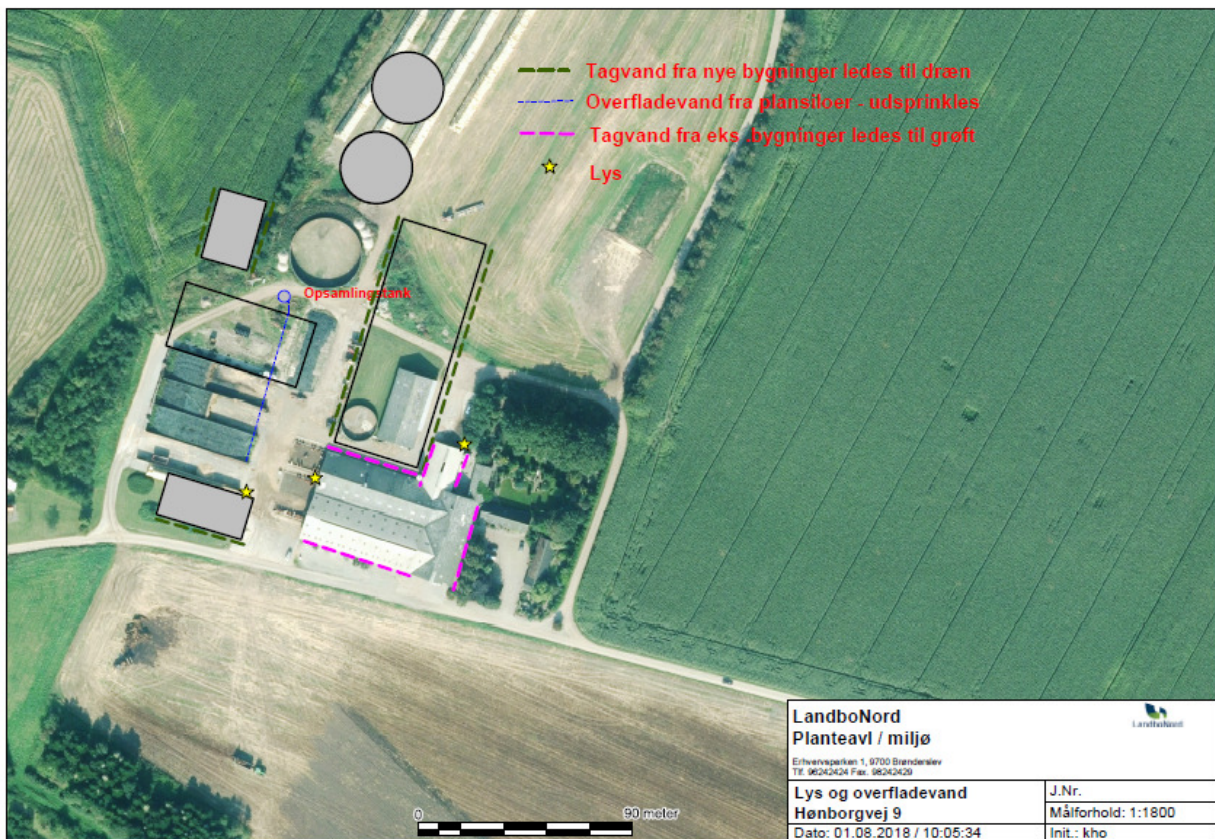 Tagvand fra nye bygninger ledes til dræn
Overfladevand fra plansiloer - udsprinkles
Tagvand fra eks .bygninger ledes til grøft
Lys
Opsamlingstank
0 90 meter
LandboNord
Planteavl / miljø
LandboNord
Erhvervsparken 1, 9700 Brønderslev
Tlf. 96242424 Fax. 98242429
Lys og overfladevand
Hønborgvej 9
J.Nr.
Målforhold: 1:1800
Dato: 01.08.2018 / 10:05:34
Init.: kho